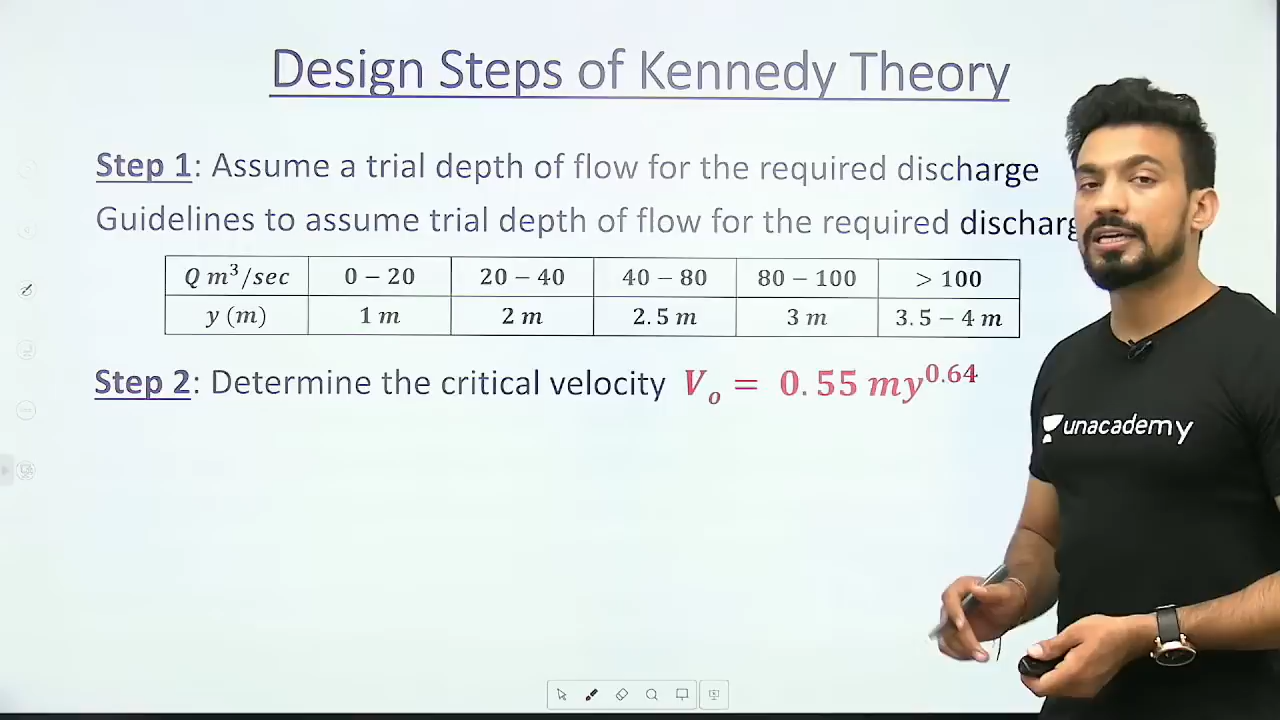 Design Steps of Kennedy Theory
Step 1: Assume a trial depth of flow for the required discharge
Guidelines to assume trial depth of flow for the required discharg
Q m³/sec 0 – 20 20 – 40 40 – 80 80 – 100 > 100
y (m) 1 m 2 m 2.5 m 3 m 3.5 – 4 m
Step 2: Determine the critical velocity Vₒ = 0.55 my^0.64
unacademy